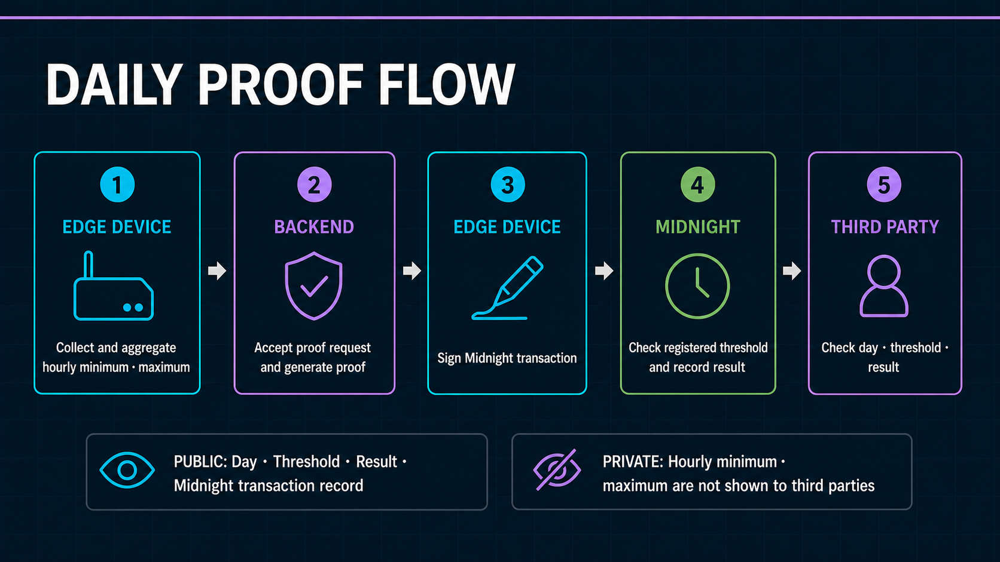 DAILY PROOF FLOW
1
EDGE DEVICE
Collect and aggregate
hourly minimum · maximum
2
BACKEND
Accept proof request
and generate proof
3
EDGE DEVICE
Sign Midnight transaction
4
MIDNIGHT
Check registered threshold
and record result
5
THIRD PARTY
Check day · threshold ·
result
PUBLIC: Day · Threshold · Result ·
Midnight transaction record
PRIVATE: Hourly minimum ·
maximum are not shown to third parties